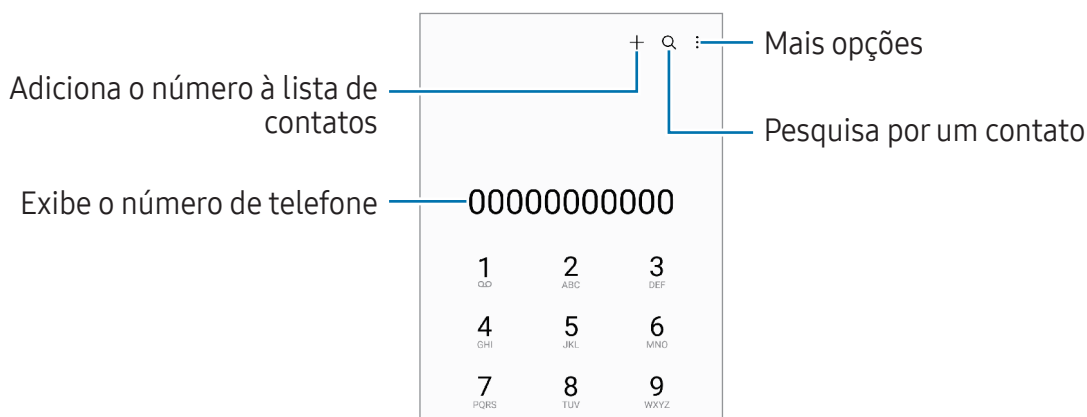 Mais opções
Adiciona o número à lista de
contatos
Pesquisa por um contato
Exibe o número de telefone
00000000000
1 2 3
ABC DEF
4 5 6
GHI JKL MNO
7 8 9
PQRS TUV WXYZ